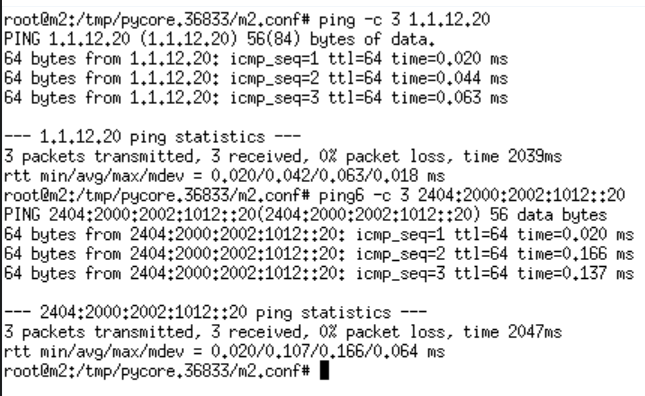 root@m2:/tmp/pycore.36833/m2.conf# ping -c 3 1.1.12.20
PING 1.1.12.20 (1.1.12.20) 56(84) bytes of data.
64 bytes from 1.1.12.20: icmp_seq=1 ttl=64 time=0.020 ms
64 bytes from 1.1.12.20: icmp_seq=2 ttl=64 time=0.044 ms
64 bytes from 1.1.12.20: icmp_seq=3 ttl=64 time=0.063 ms
--- 1.1.12.20 ping statistics ---
3 packets transmitted, 3 received, 0% packet loss, time 2039ms
rtt min/avg/max/mdev = 0.020/0.042/0.063/0.018 ms
root@m2:/tmp/pycore.36833/m2.conf# ping6 -c 3 2404:2000:2002:1012::20
PING 2404:2000:2002:1012::20(2404:2000:2002:1012::20) 56 data bytes
64 bytes from 2404:2000:2002:1012::20: icmp_seq=1 ttl=64 time=0.020 ms
64 bytes from 2404:2000:2002:1012::20: icmp_seq=2 ttl=64 time=0.166 ms
64 bytes from 2404:2000:2002:1012::20: icmp_seq=3 ttl=64 time=0.137 ms
--- 2404:2000:2002:1012::20 ping statistics ---
3 packets transmitted, 3 received, 0% packet loss, time 2047ms
rtt min/avg/max/mdev = 0.020/0.107/0.166/0.064 ms
root@m2:/tmp/pycore.36833/m2.conf#